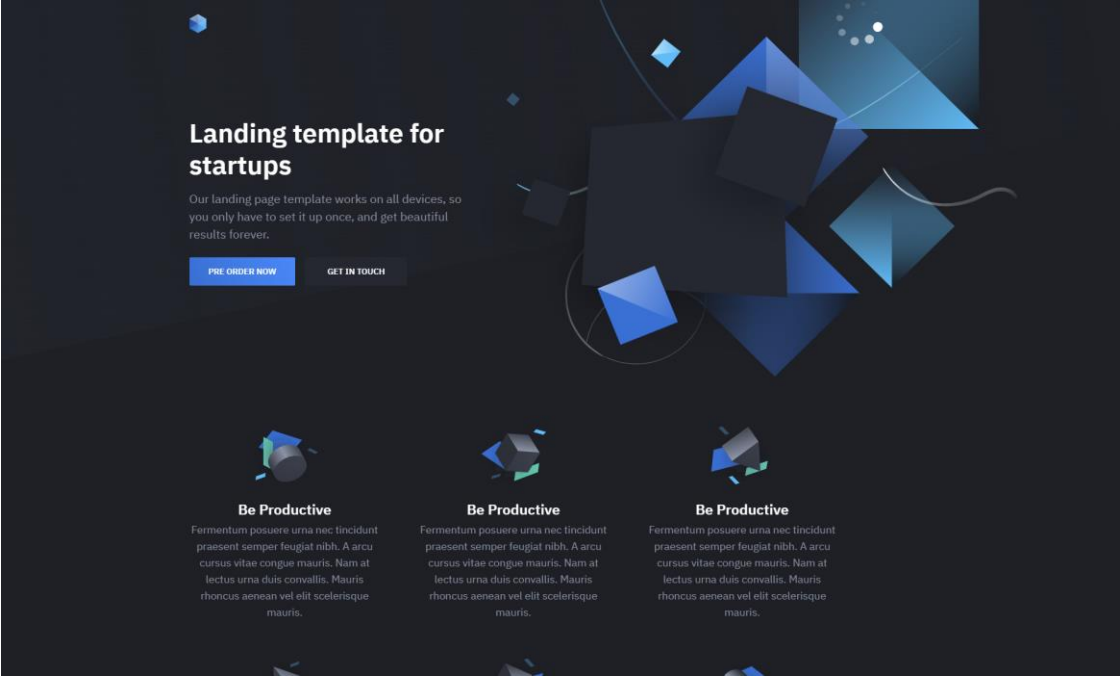 Landing template for
startups
Our landing page template works on all devices, so
you only have to set it up once, and get beautiful
results forever.
PRE ORDER NOW
GET IN TOUCH
Be Productive
Fermentum posuere urna nec tincidunt
praesent semper feugiat nibh. A arcu
cursus vitae congue mauris. Nam at
lectus urna duis convallis. Mauris
rhoncus aenean vel elit scelerisque
mauris.
Be Productive
Fermentum posuere urna nec tincidunt
praesent semper feugiat nibh. A arcu
cursus vitae congue mauris. Nam at
lectus urna duis convallis. Mauris
rhoncus aenean vel elit scelerisque
mauris.
Be Productive
Fermentum posuere urna nec tincidunt
praesent semper feugiat nibh. A arcu
cursus vitae congue mauris. Nam at
lectus urna duis convallis. Mauris
rhoncus aenean vel elit scelerisque
mauris.